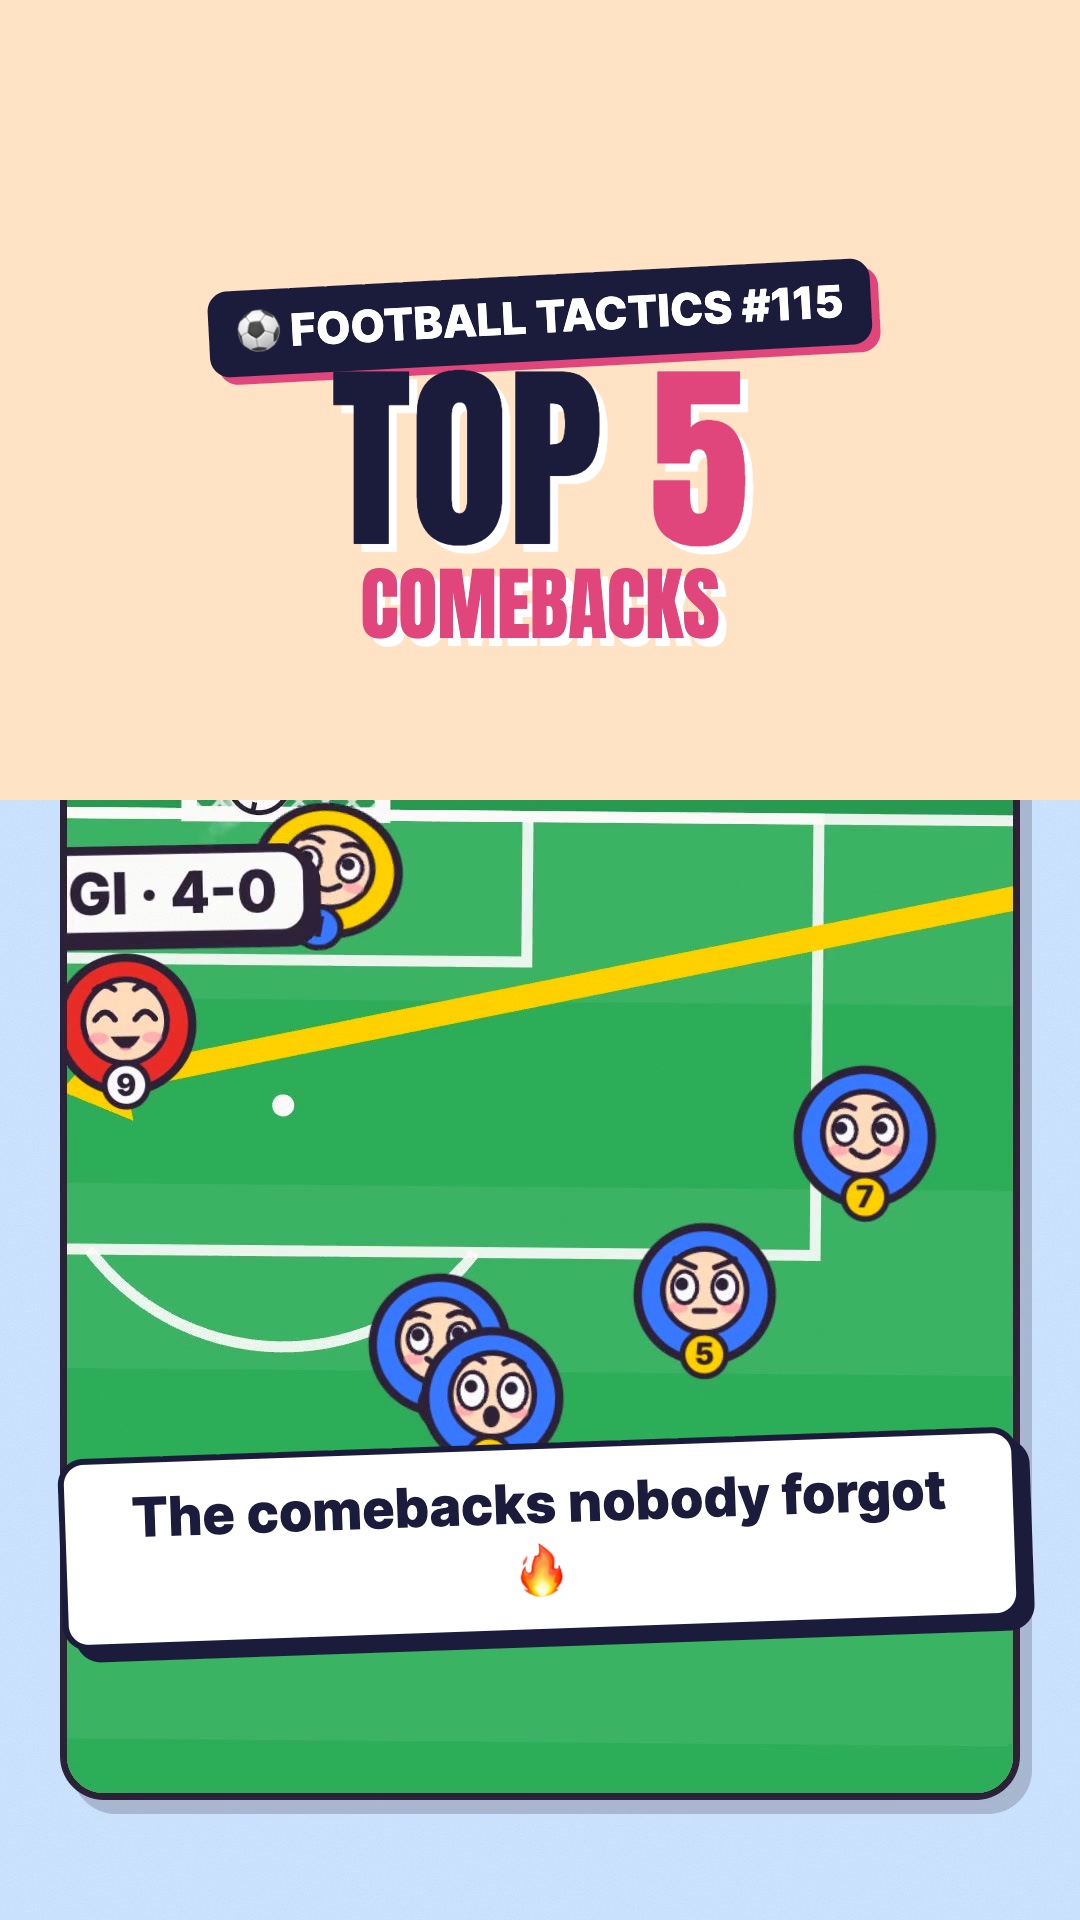 ⚽ FOOTBALL TACTICS #115
TOP 5
COMEBACKS
GI · 4-0
9
7
5
The comebacks nobody forgot
🔥